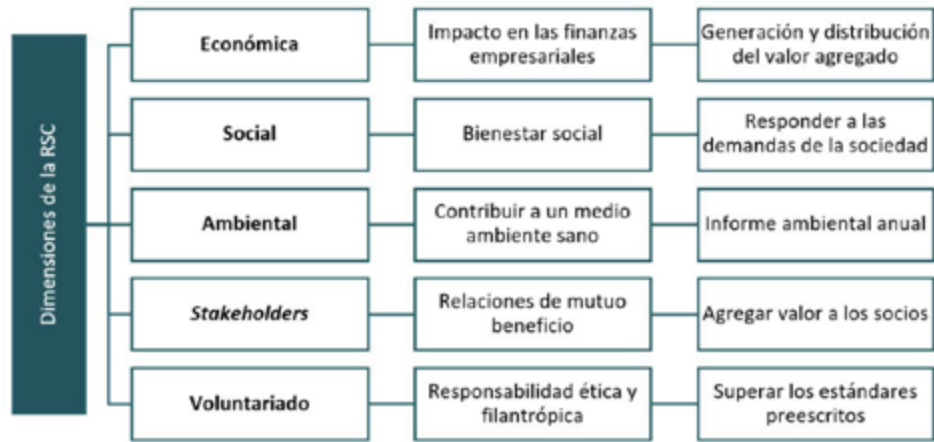 Dimensiones de la RSC
Económica
Impacto en las finanzas
empresariales
Generación y distribución
del valor agregado
Social
Bienestar social
Responder a las
demandas de la sociedad
Ambiental
Contribuir a un medio
ambiente sano
Informe ambiental anual
Stakeholders
Relaciones de mutuo
beneficio
Agregar valor a los socios
Voluntariado
Responsabilidad ética y
filantrópica
Superar los estándares
preescritos